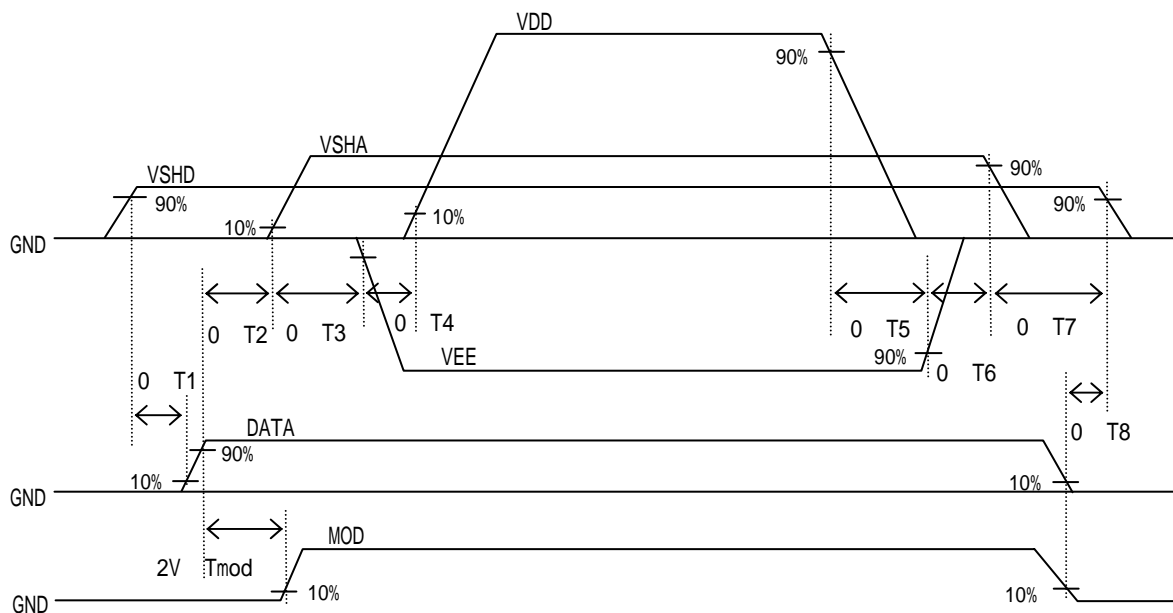 VDD
90%
VSHA
VSHD
90%
90%
10%
10%
90%
GND
0 T2
0 T3
0 T4
0 T5
0 T7
VEE
90%
0 T6
0 T1
0 T8
DATA
90%
10%
10%
GND
MOD
2V Tmod
10%
10%
GND